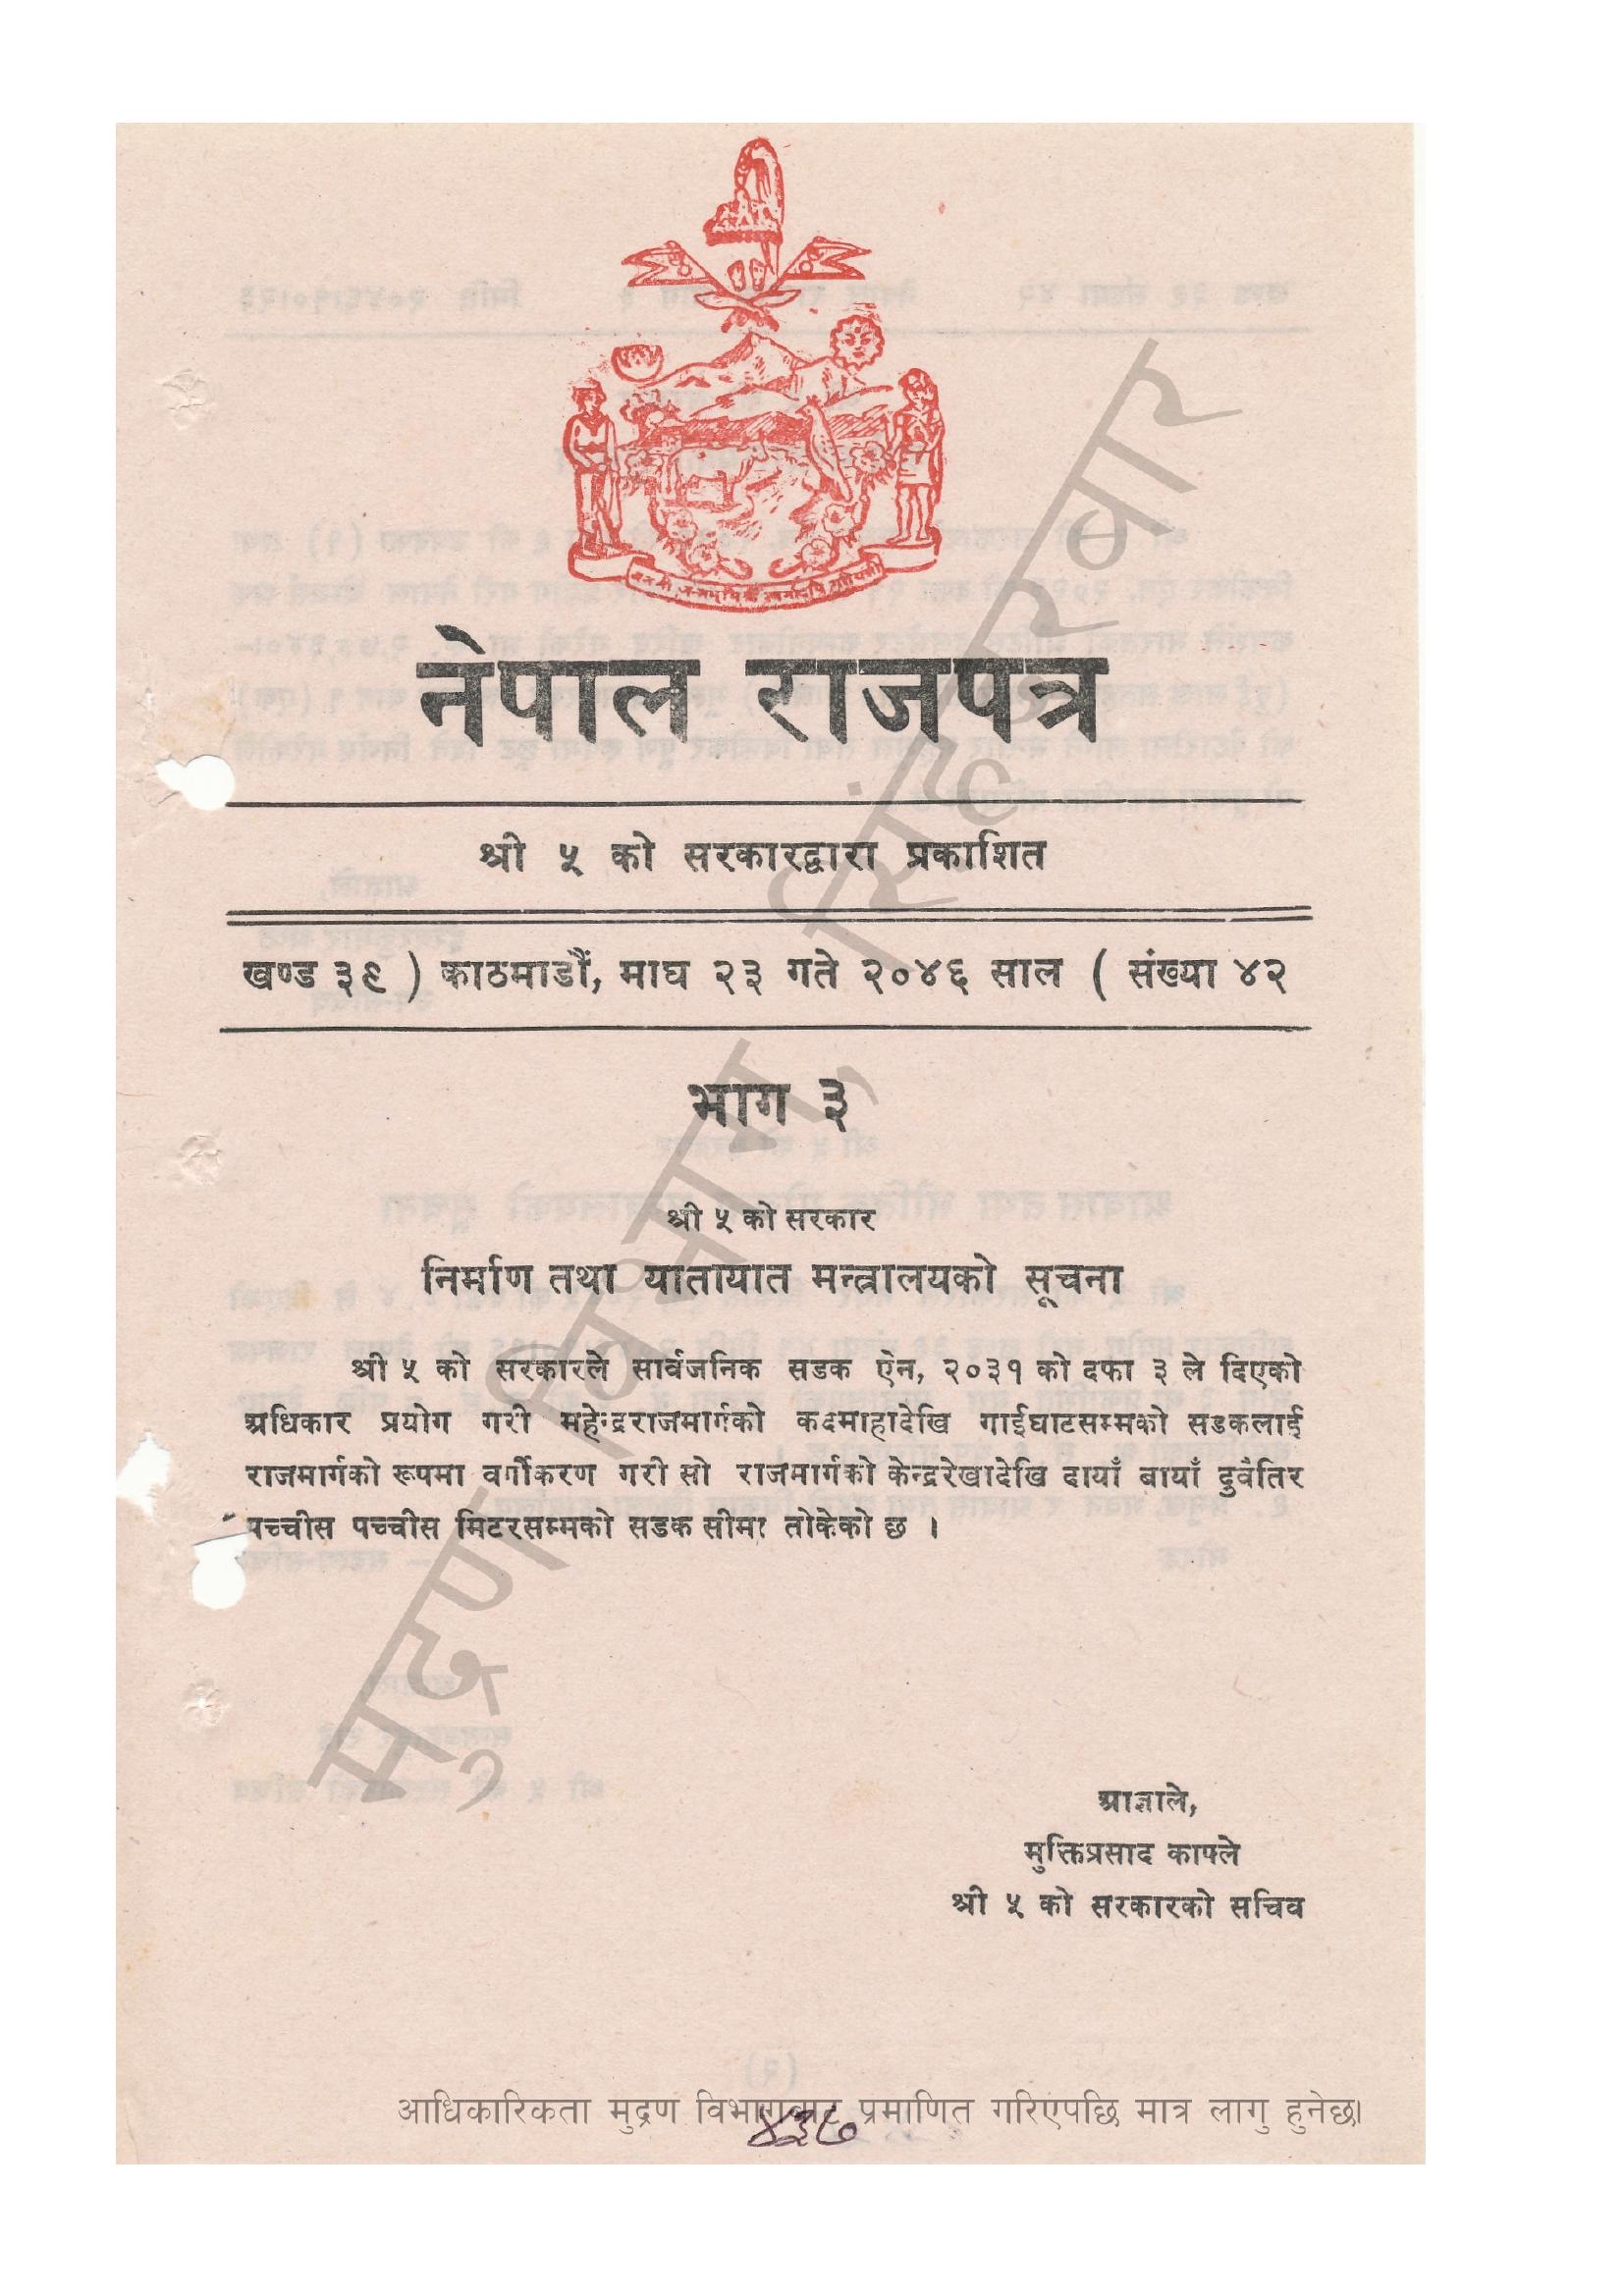 नेपाल राजपत्र
श्री ५ को सरकारद्वारा प्रकाशित
खण्ड ३९ ) काठमाडौं, माघ २३ गते २०४६ साल ( संख्या ४२
भाग ३
श्री ५ को सरकार
निर्माण तथा यातायात मन्त्रालयको सूचना
श्री ५ को सरकारले सार्वजनिक सडक ऐन, २०३१ को दफा ३ ले दिएको
अधिकार प्रयोग गरी महेन्द्रराजमार्गको कदमाहादेखि गाईघाटसम्मको सडकलाई
राजमार्गको रूपमा वर्गीकरण गरी सो राजमार्गको केन्द्ररेखादेखि दायाँ बायाँ दुवैतिर
पच्चीस पच्चीस मिटरसम्मको सडक सीमा तोकेको छ ।
आज्ञाले,
मुक्तिप्रसाद काफ्ले
श्री ५ को सरकारको सचिव
मुद्रण विभाग, सिंहदरबार
आधिकारिकता मुद्रण विभागबाट प्रमाणित गरिएपछि मात्र लागु हुनेछ।
४३७